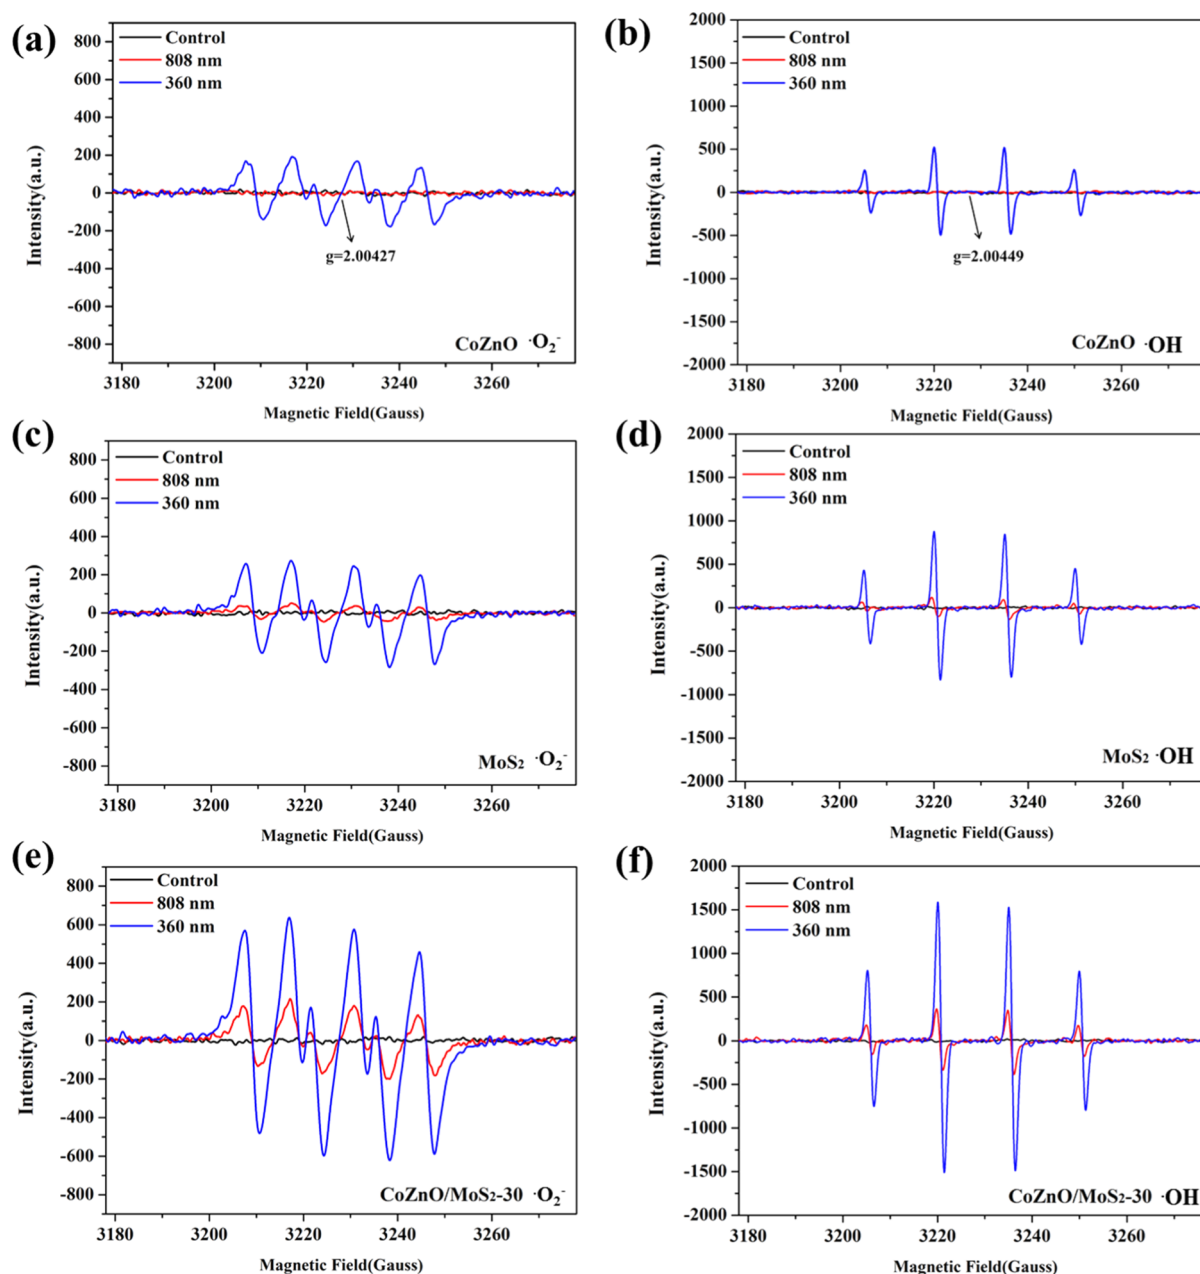 (a)
Control
808 nm
360 nm
800
600
400
200
0
-200
-400
-600
-800
Intensity(a.u.)
g=2.00427
CoZnO ·O₂⁻
3180 3200 3220 3240 3260
Magnetic Field(Gauss)
(b)
Control
808 nm
360 nm
2000
1500
1000
500
0
-500
-1000
-1500
-2000
Intensity(a.u.)
g=2.00449
CoZnO ·OH
3180 3200 3220 3240 3260
Magnetic Field(Gauss)
(c)
Control
808 nm
360 nm
800
600
400
200
0
-200
-400
-600
-800
Intensity(a.u.)
MoS₂ ·O₂⁻
3180 3200 3220 3240 3260
Magnetic Field(Gauss)
(d)
Control
808 nm
360 nm
2000
1500
1000
500
0
-500
-1000
-1500
-2000
Intensity(a.u.)
MoS₂ ·OH
3180 3200 3220 3240 3260
Magnetic Field(Gauss)
(e)
Control
808 nm
360 nm
800
600
400
200
0
-200
-400
-600
-800
Intensity(a.u.)
CoZnO/MoS₂-30 ·O₂⁻
3180 3200 3220 3240 3260
Magnetic Field(Gauss)
(f)
Control
808 nm
360 nm
2000
1500
1000
500
0
-500
-1000
-1500
-2000
Intensity(a.u.)
CoZnO/MoS₂-30 ·OH
3180 3200 3220 3240 3260
Magnetic Field(Gauss)